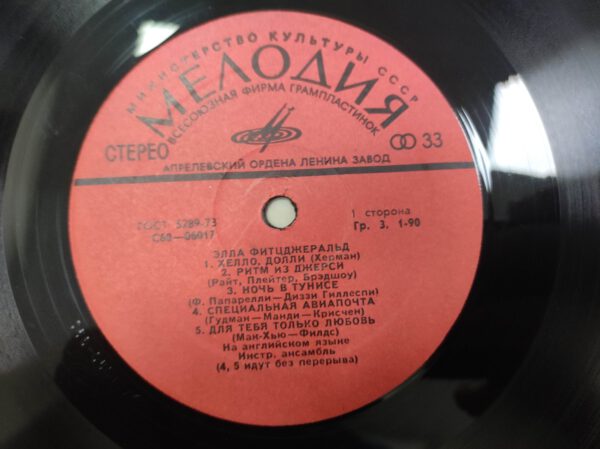 МИНИСТЕРСТВО КУЛЬТУРЫ СССР
МЕЛОДИЯ
ВСЕСОЮЗНАЯ ФИРМА ГРАМПЛАСТИНОК
СТЕРЕО
33
АПРЕЛЕВСКИЙ ОРДЕНА ЛЕНИНА ЗАВОД
ГОСТ 5289-73
С60—06017
1 сторона
Гр. 3. 1-90
ЭЛЛА ФИТЦДЖЕРАЛЬД
1. ХЕЛЛО, ДОЛЛИ (Херман)
2. РИТМ ИЗ ДЖЕРСИ
(Райт, Плейтер, Брэдшоу)
3. НОЧЬ В ТУНИСЕ
(Ф. Папарелли—Диззи Гиллеспи)
4. СПЕЦИАЛЬНАЯ АВИАПОЧТА
(Гудман—Манди—Крисчен)
5. ДЛЯ ТЕБЯ ТОЛЬКО ЛЮБОВЬ
(Мак-Хью—Филдс)
На английском языке
Инстр. ансамбль
(4, 5 идут без перерыва)